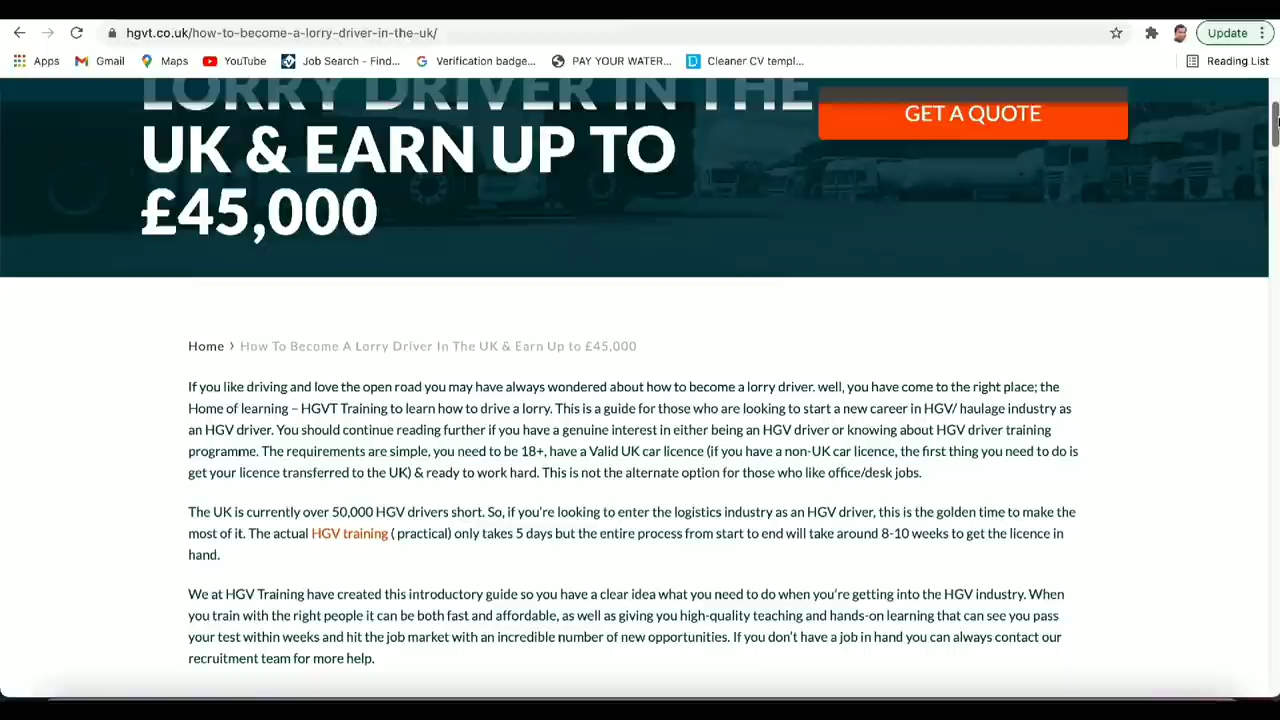 hgvt.co.uk/how-to-become-a-lorry-driver-in-the-uk/
Update
Apps
Gmail
Maps
YouTube
Job Search - Find...
Verification badge...
PAY YOUR WATER...
Cleaner CV templ...
Reading List
LORRY DRIVER IN THE
UK & EARN UP TO
£45,000
GET A QUOTE
Home › How To Become A Lorry Driver In The UK & Earn Up to £45,000
If you like driving and love the open road you may have always wondered about how to become a lorry driver. well, you have come to the right place; the
Home of learning – HGVT Training to learn how to drive a lorry. This is a guide for those who are looking to start a new career in HGV/ haulage industry as
an HGV driver. You should continue reading further if you have a genuine interest in either being an HGV driver or knowing about HGV driver training
programme. The requirements are simple, you need to be 18+, have a Valid UK car licence (if you have a non-UK car licence, the first thing you need to do is
get your licence transferred to the UK) & ready to work hard. This is not the alternate option for those who like office/desk jobs.
The UK is currently over 50,000 HGV drivers short. So, if you're looking to enter the logistics industry as an HGV driver, this is the golden time to make the
most of it. The actual HGV training ( practical) only takes 5 days but the entire process from start to end will take around 8-10 weeks to get the licence in
hand.
We at HGV Training have created this introductory guide so you have a clear idea what you need to do when you're getting into the HGV industry. When
you train with the right people it can be both fast and affordable, as well as giving you high-quality teaching and hands-on learning that can see you pass
your test within weeks and hit the job market with an incredible number of new opportunities. If you don't have a job in hand you can always contact our
recruitment team for more help.